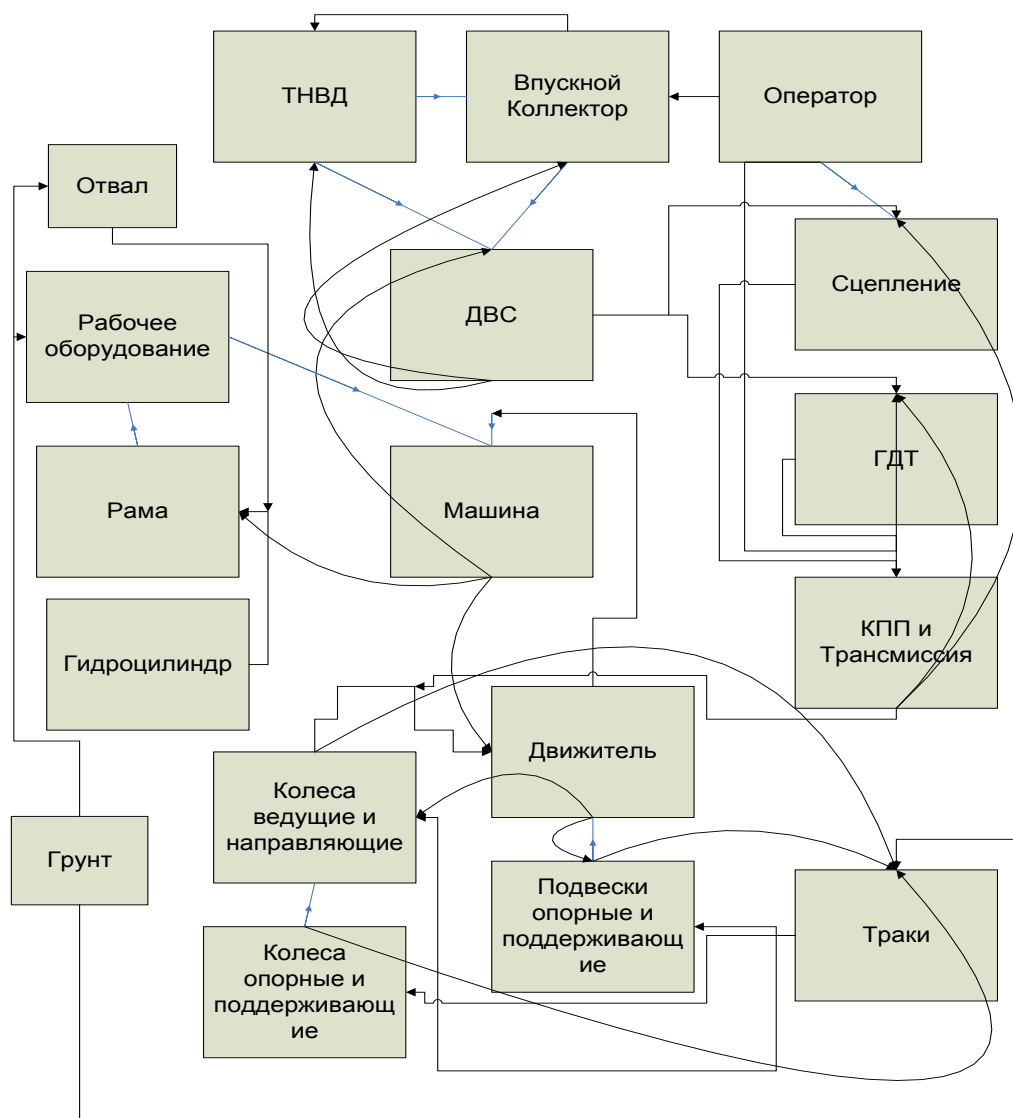 ТНВД
Впускной
Коллектор
Оператор
Отвал
Сцепление
Рабочее
оборудование
ДВС
ГДТ
Рама
Машина
КПП и
Трансмиссия
Гидроцилиндр
Движитель
Колеса
ведущие и
направляющие
Грунт
Подвески
опорные и
поддерживающ
ие
Траки
Колеса
опорные и
поддерживающ
ие